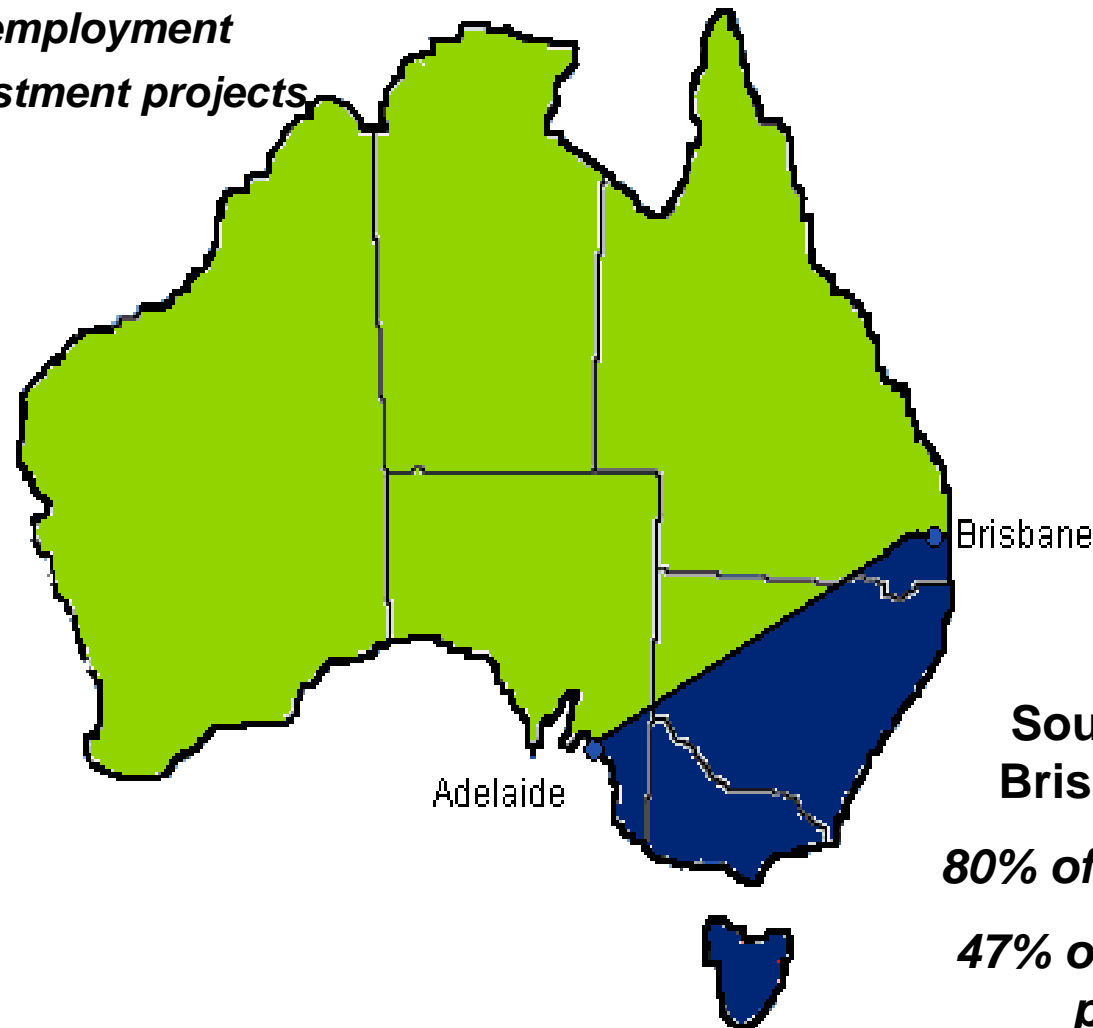 employment
stment projects
Brisbane
Adelaide
Sou
Bris
80% of
47% o
p